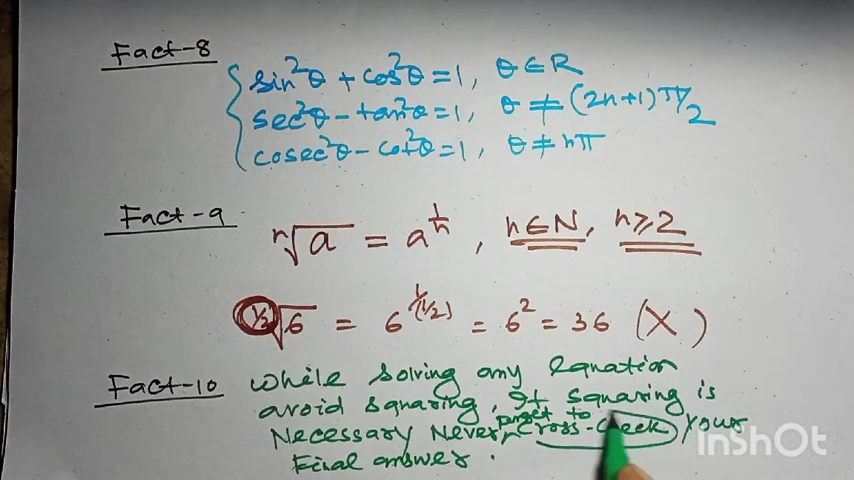 Fact-8
sin²θ + cos²θ = 1, θ ∈ R
sec²θ - tan²θ = 1, θ ≠ (2n+1)π/2
cosec²θ - cot²θ = 1, θ ≠ nπ
Fact-9
ⁿ√a = a^(1/n), n ∈ N, n ≥ 2
^(1/2)√6 = 6^(1/(1/2)) = 6² = 36 (X)
Fact-10 While solving any Equation
avoid squaring, If squaring is
forget to
Necessary Never, Cross-Check Your
Final answer.
InShOt